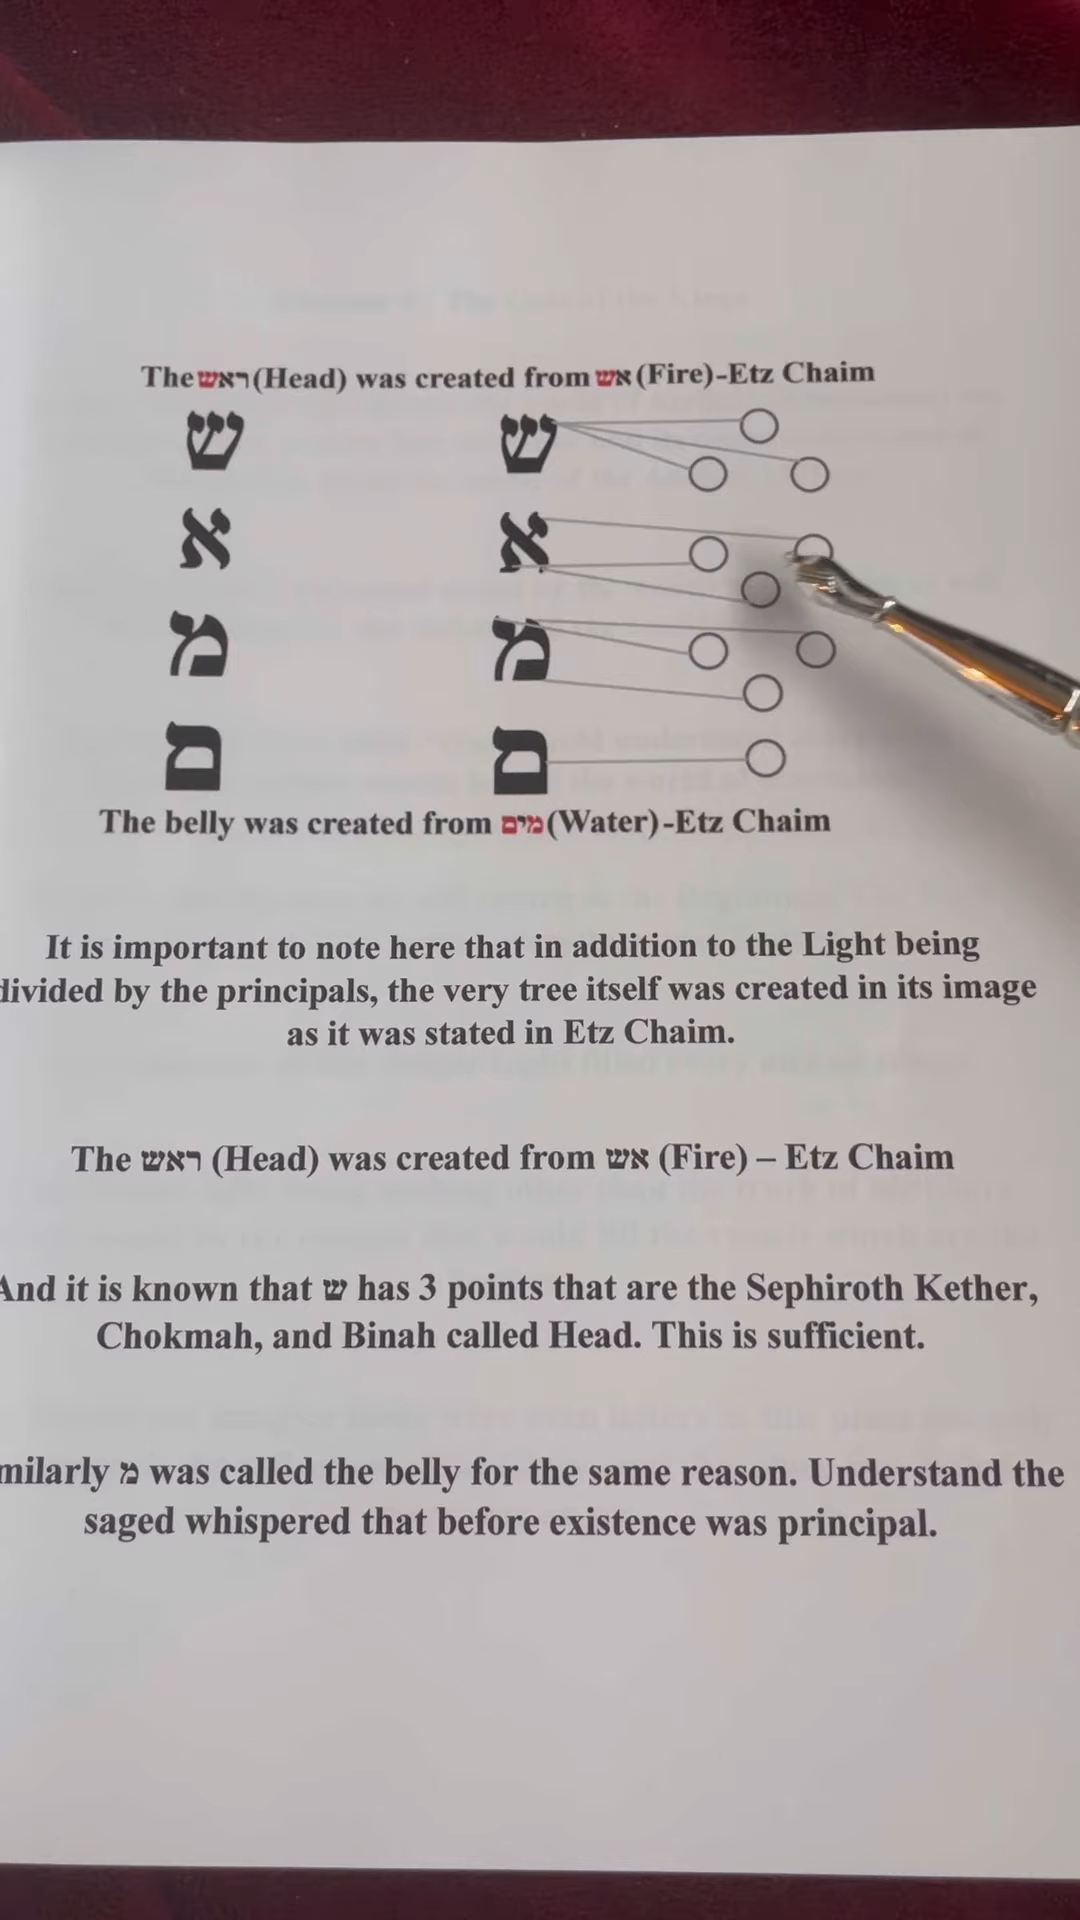 The ראש (Head) was created from אש (Fire)-Etz Chaim
ש ש
א א
מ מ
ם ם
The belly was created from מים (Water)-Etz Chaim
It is important to note here that in addition to the Light being
divided by the principals, the very tree itself was created in its image
as it was stated in Etz Chaim.
The ראש (Head) was created from אש (Fire) – Etz Chaim
And it is known that ש has 3 points that are the Sephiroth Kether,
Chokmah, and Binah called Head. This is sufficient.
milarly מ was called the belly for the same reason. Understand the
saged whispered that before existence was principal.